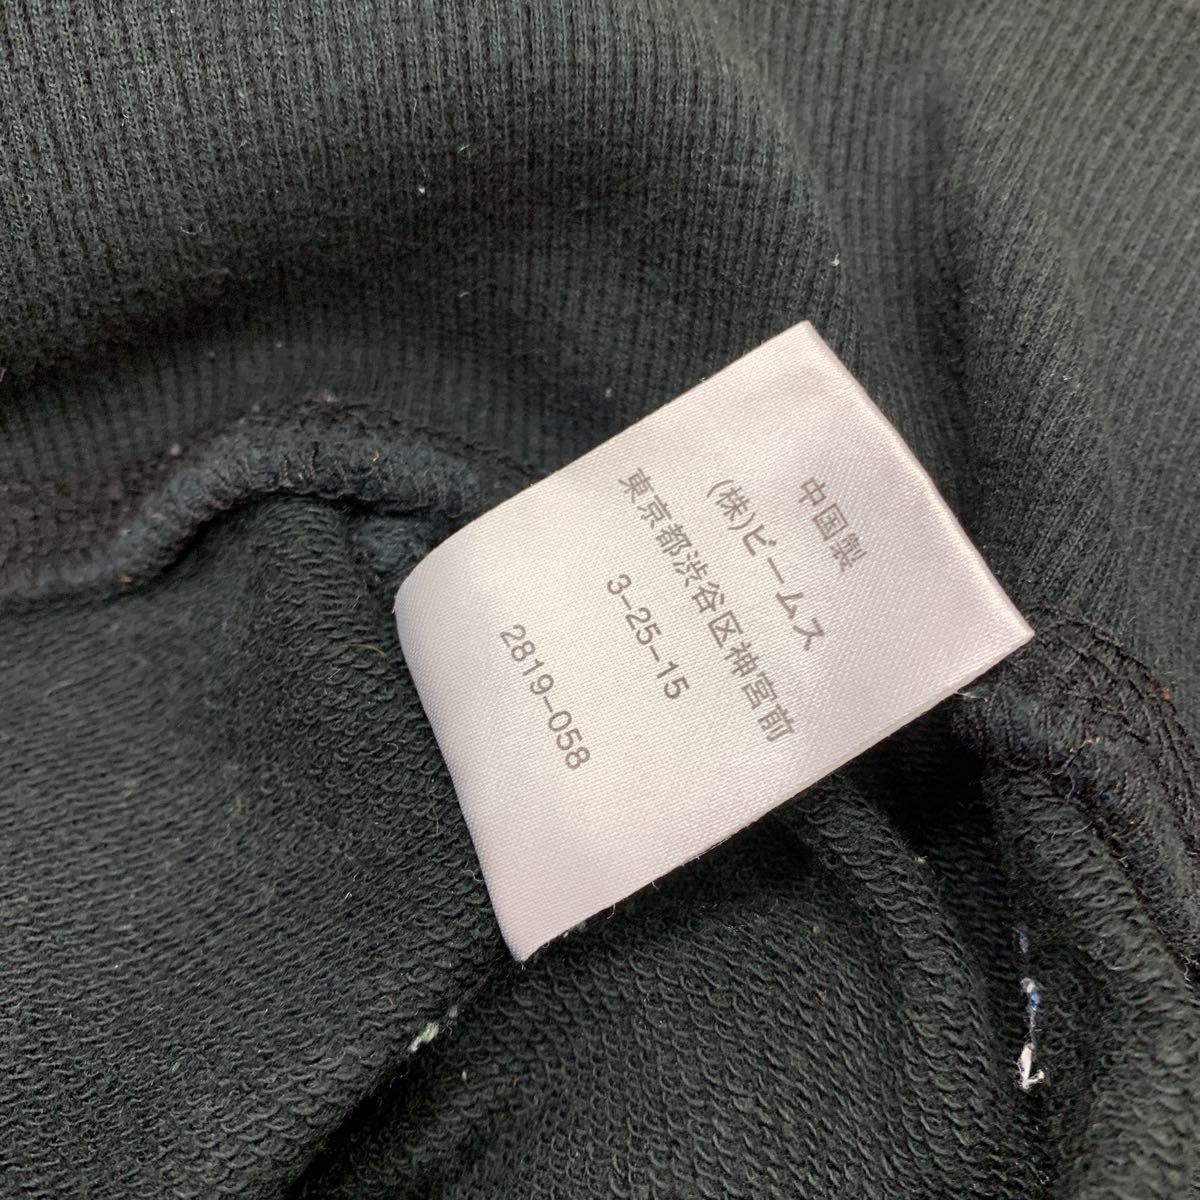 中国製
(株)ビームス
東京都渋谷区神宮前
3-25-15
2819-058